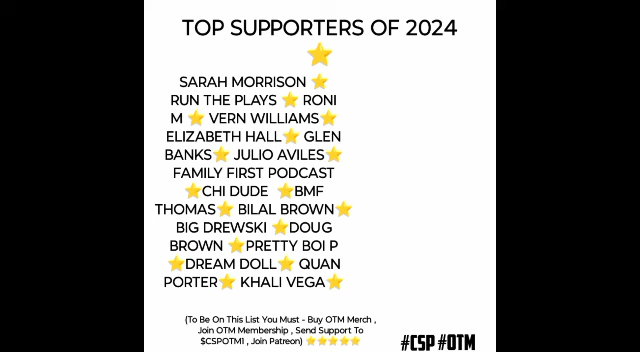 TOP SUPPORTERS OF 2024
⭐
SARAH MORRISON ⭐
RUN THE PLAYS ⭐ RONI
M ⭐ VERN WILLIAMS⭐
ELIZABETH HALL⭐ GLEN
BANKS⭐ JULIO AVILES⭐
FAMILY FIRST PODCAST
⭐CHI DUDE ⭐BMF
THOMAS⭐ BILAL BROWN⭐
BIG DREWSKI ⭐DOUG
BROWN ⭐PRETTY BOI P
⭐DREAM DOLL⭐ QUAN
PORTER⭐ KHALI VEGA⭐
(To Be On This List You Must - Buy OTM Merch ,
Join OTM Membership , Send Support To
$CSPOTM1 , Join Patreon) ⭐⭐⭐⭐⭐
#CSP #OTM